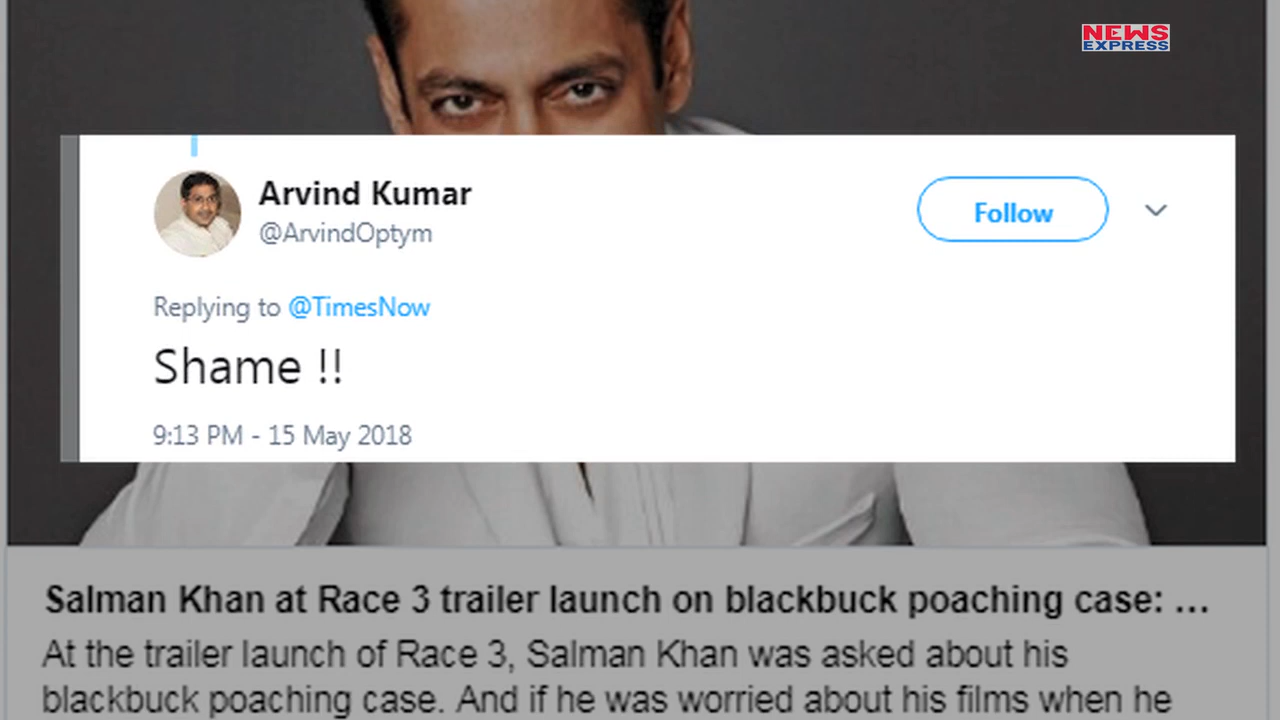 NEWS
EXPRESS
Arvind Kumar
@ArvindOptym
Follow
Replying to @TimesNow
Shame !!
9:13 PM - 15 May 2018
Salman Khan at Race 3 trailer launch on blackbuck poaching case: ...
At the trailer launch of Race 3, Salman Khan was asked about his
blackbuck poaching case. And if he was worried about his films when he